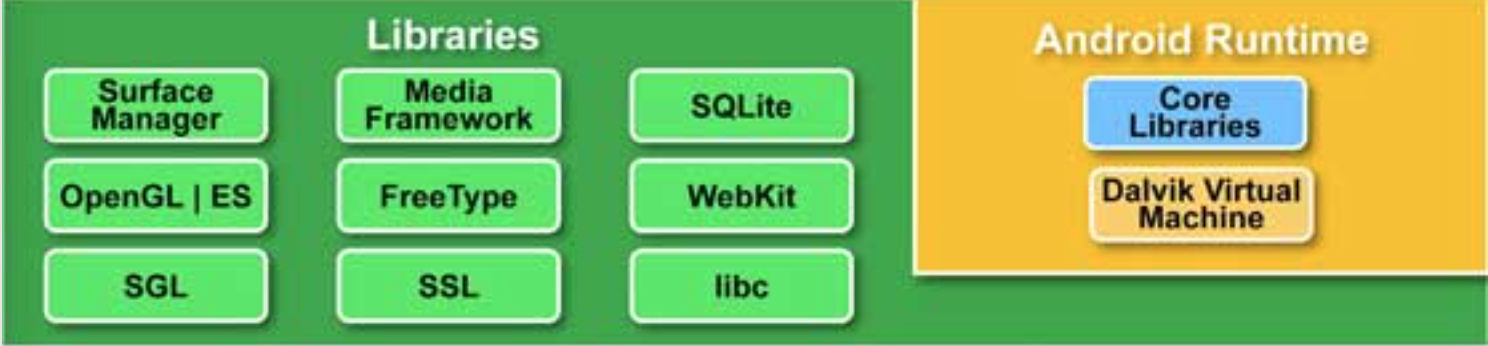 Libraries
Surface
Manager
Media
Framework
SQLite
OpenGL | ES
FreeType
WebKit
SGL
SSL
libc
Android Runtime
Core
Libraries
Dalvik Virtual
Machine